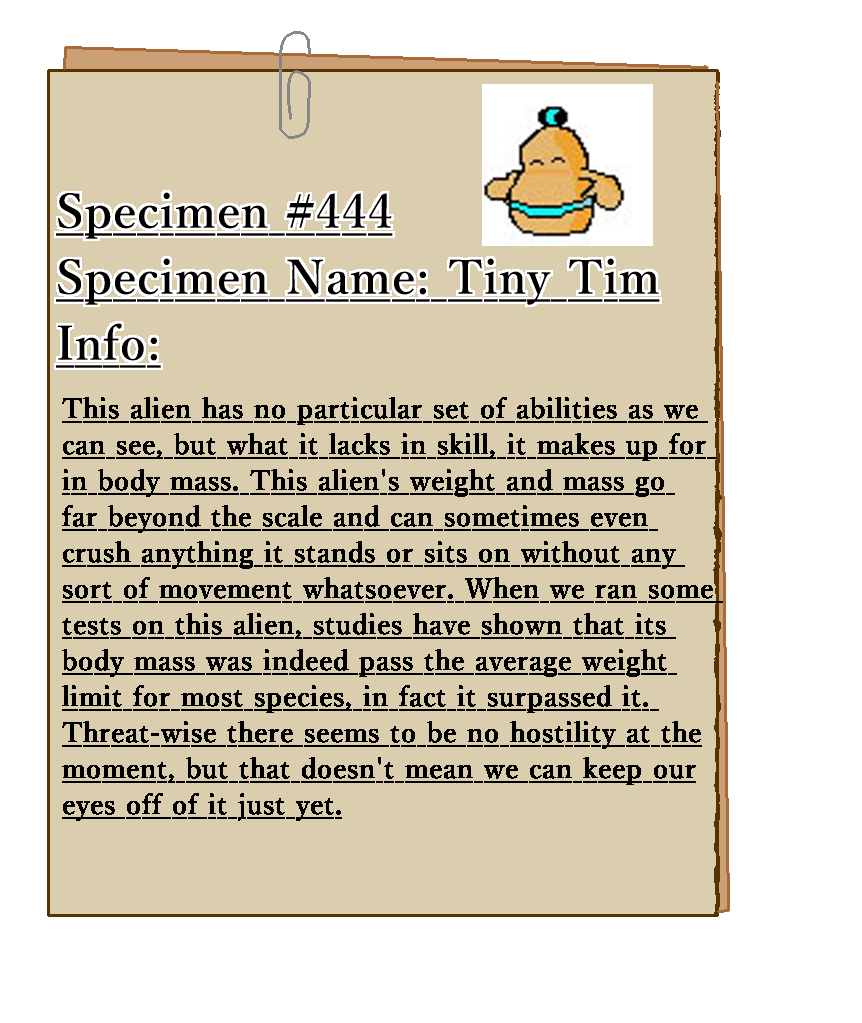 Specimen #444
Specimen Name: Tiny Tim
Info:
This alien has no particular set of abilities as we
can see, but what it lacks in skill, it makes up for
in body mass. This alien's weight and mass go
far beyond the scale and can sometimes even
crush anything it stands or sits on without any
sort of movement whatsoever. When we ran some
tests on this alien, studies have shown that its
body mass was indeed pass the average weight
limit for most species, in fact it surpassed it.
Threat-wise there seems to be no hostility at the
moment, but that doesn't mean we can keep our
eyes off of it just yet.